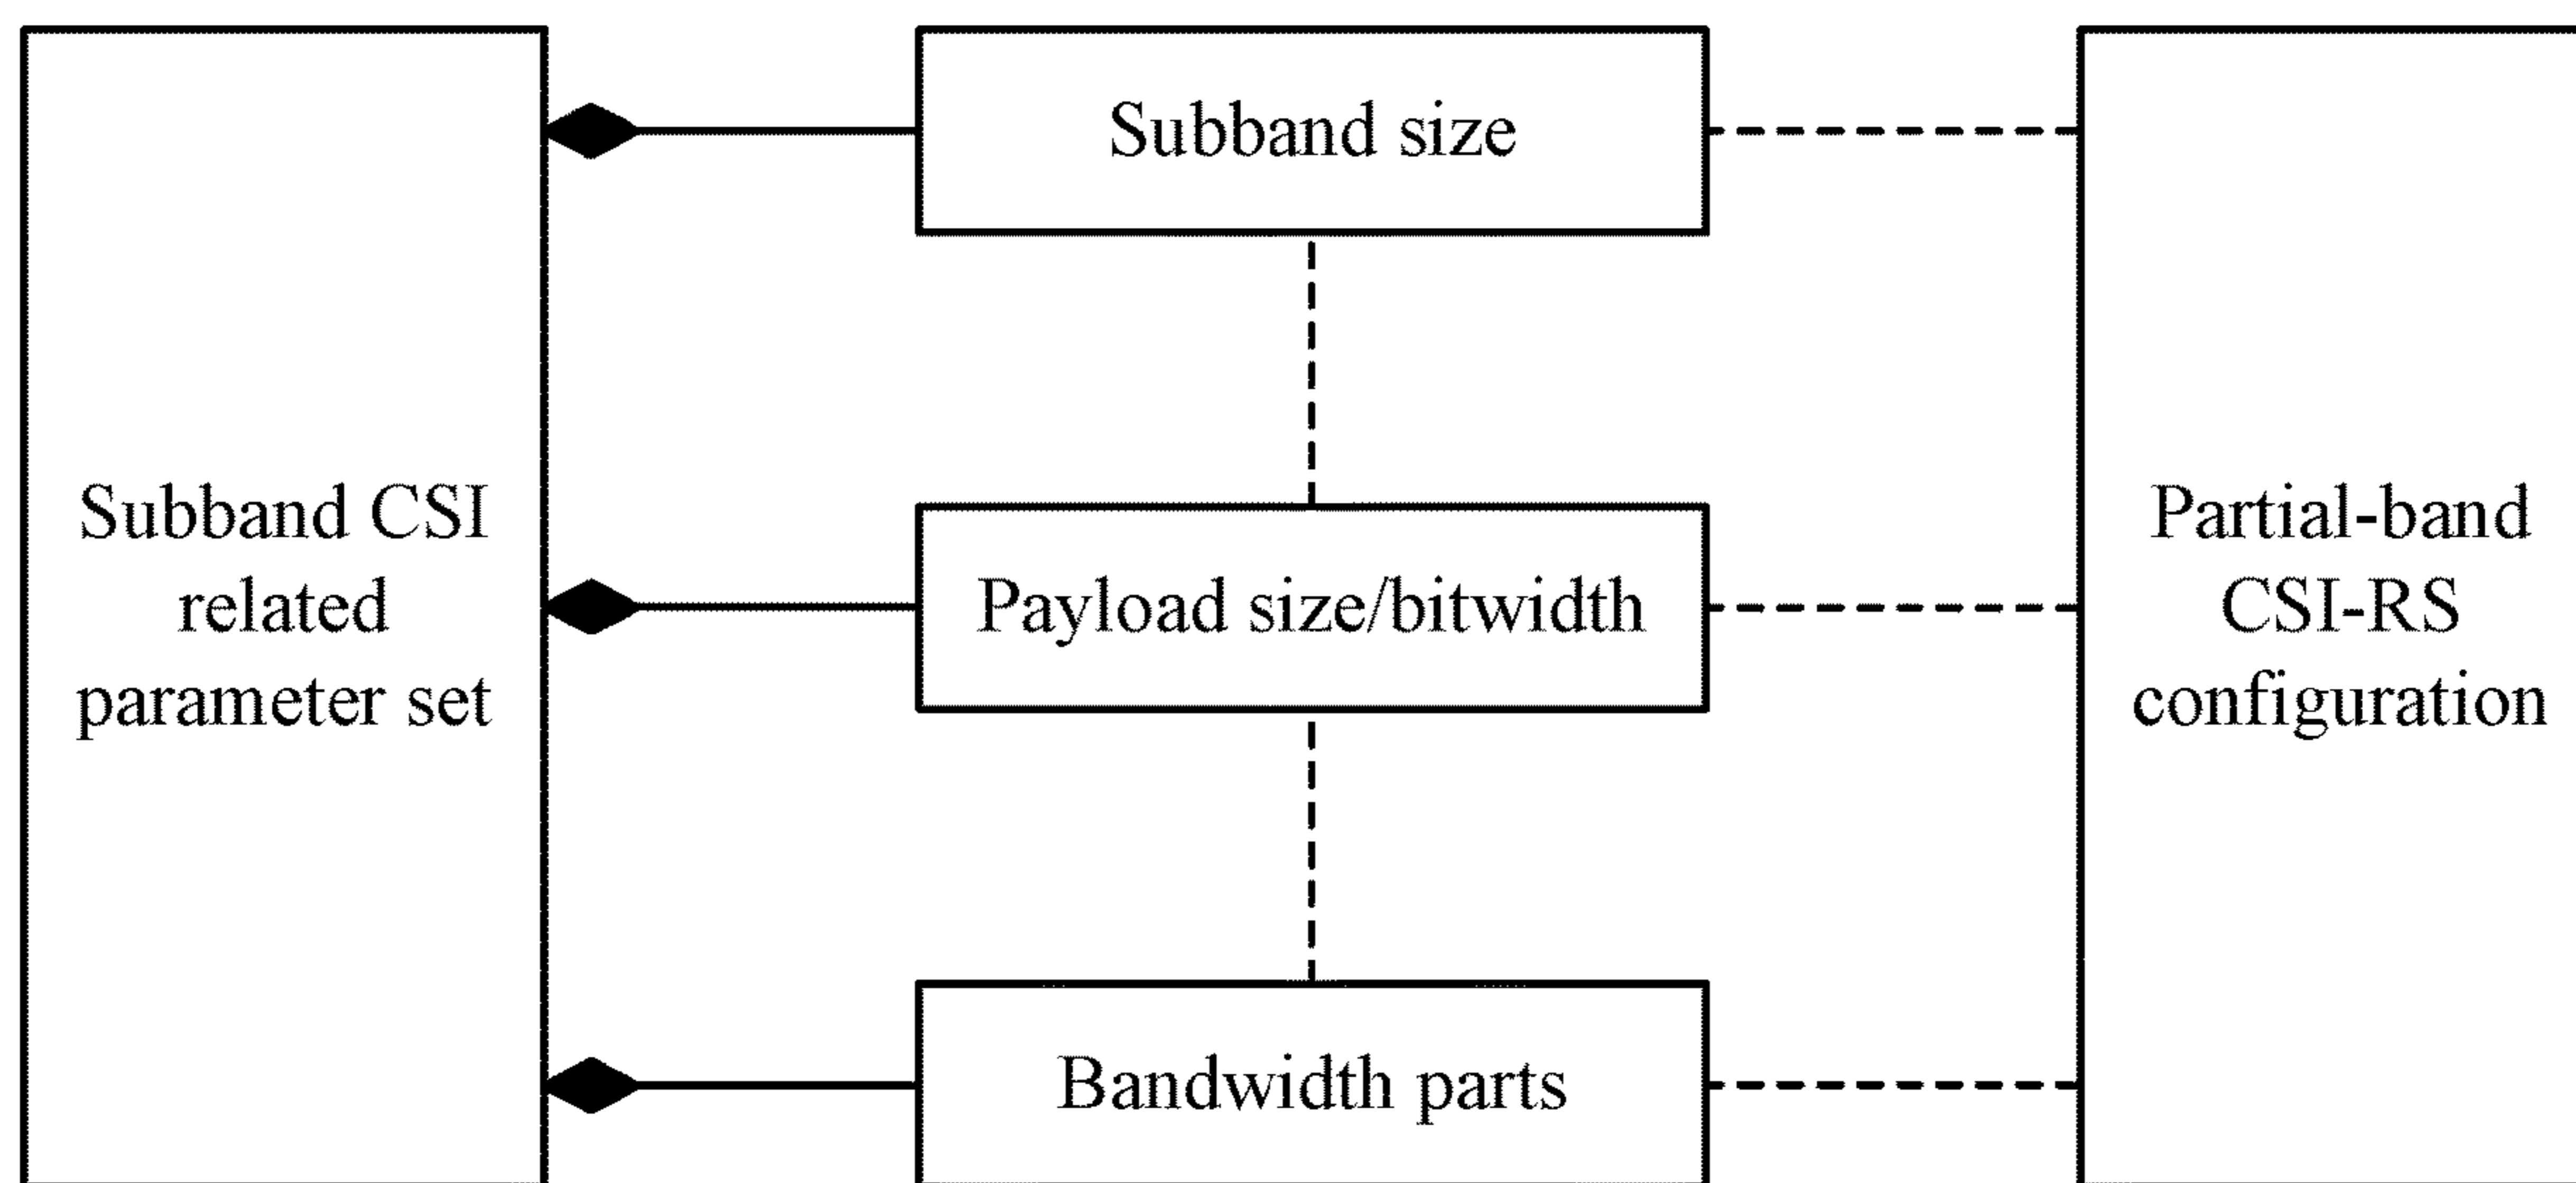 Subband size
Subband CSI
related
parameter set
Payload size/bitwidth
Partial-band
CSI-RS
configuration
Bandwidth parts